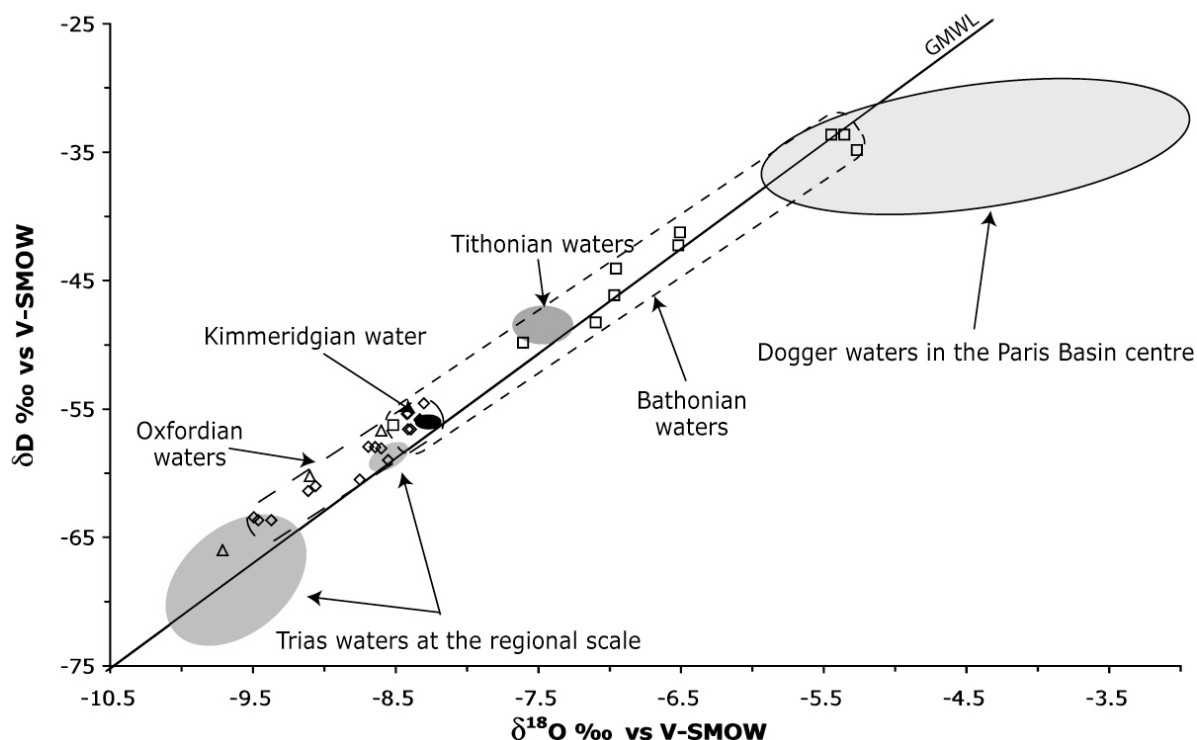 -25
GMWL
-35
Tithonian waters
-45
Kimmeridgian water
Dogger waters in the Paris Basin centre
Bathonian
waters
-55
Oxfordian
waters
-65
Trias waters at the regional scale
-75
δD ‰ vs V-SMOW
-10.5 -9.5 -8.5 -7.5 -6.5 -5.5 -4.5 -3.5
δ¹⁸O ‰ vs V-SMOW